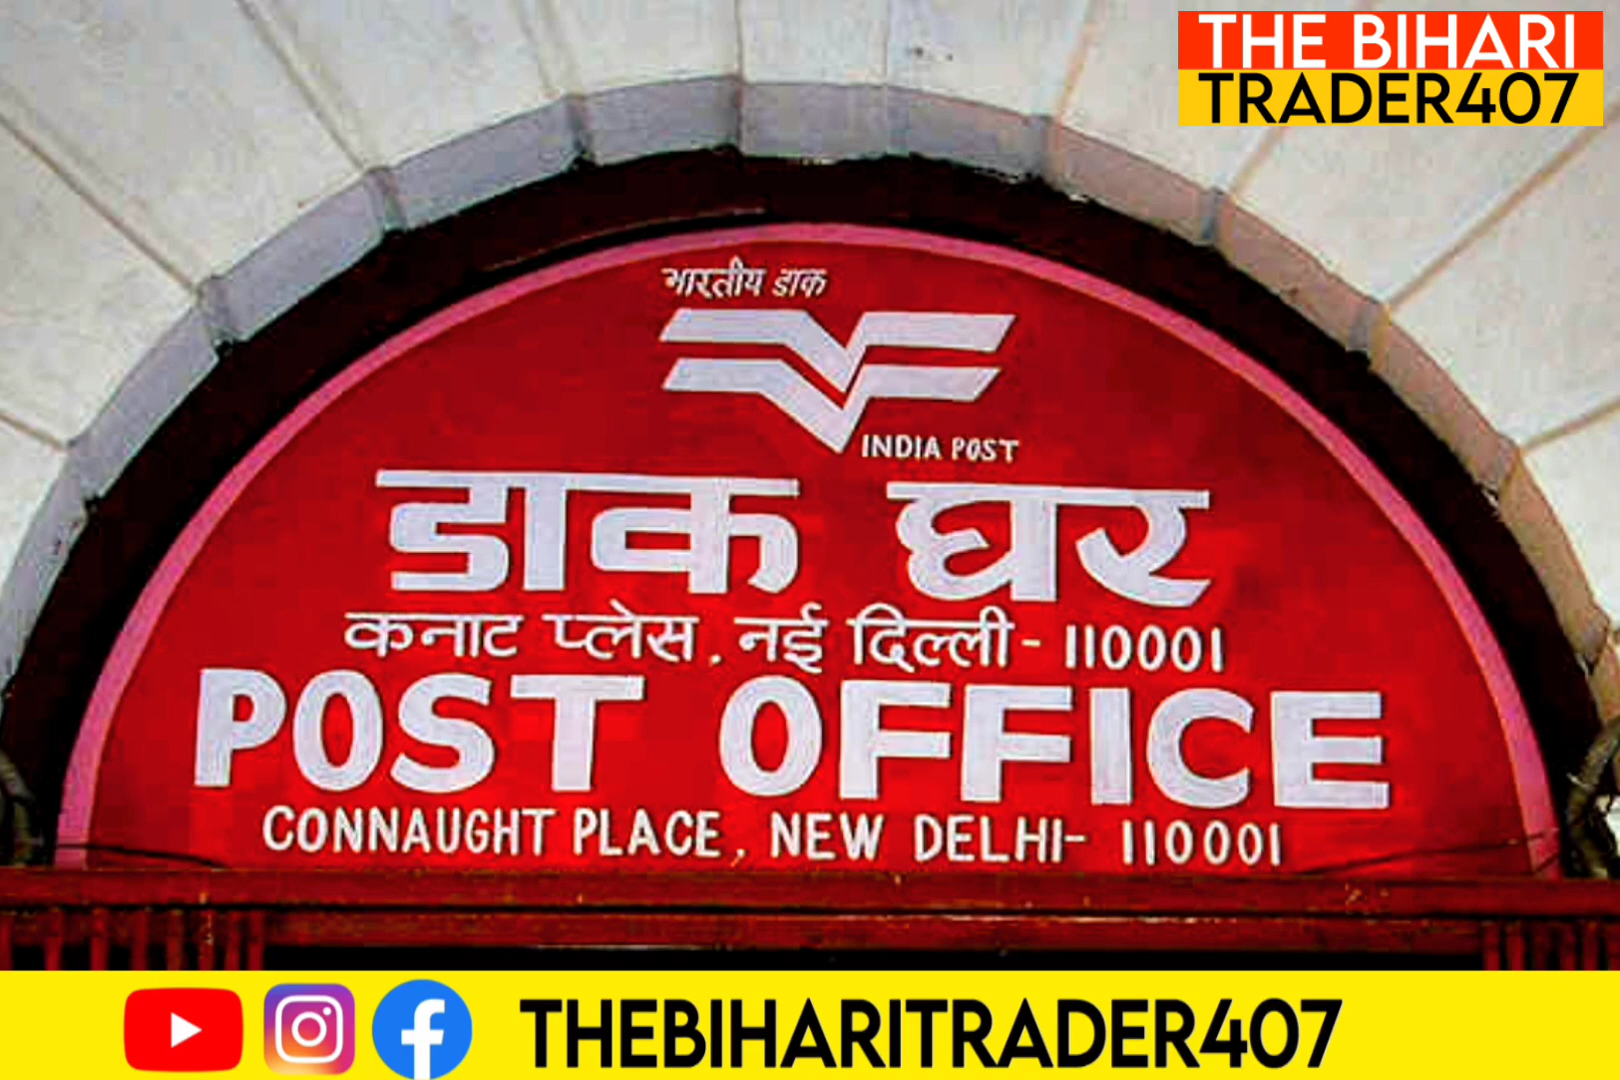 THE BIHARI
TRADER407
भारतीय डाक
INDIA POST
डाक घर
कनाट प्लेस, नई दिल्ली - 110001
POST OFFICE
CONNAUGHT PLACE, NEW DELHI- 110001
THEBIHARITRADER407